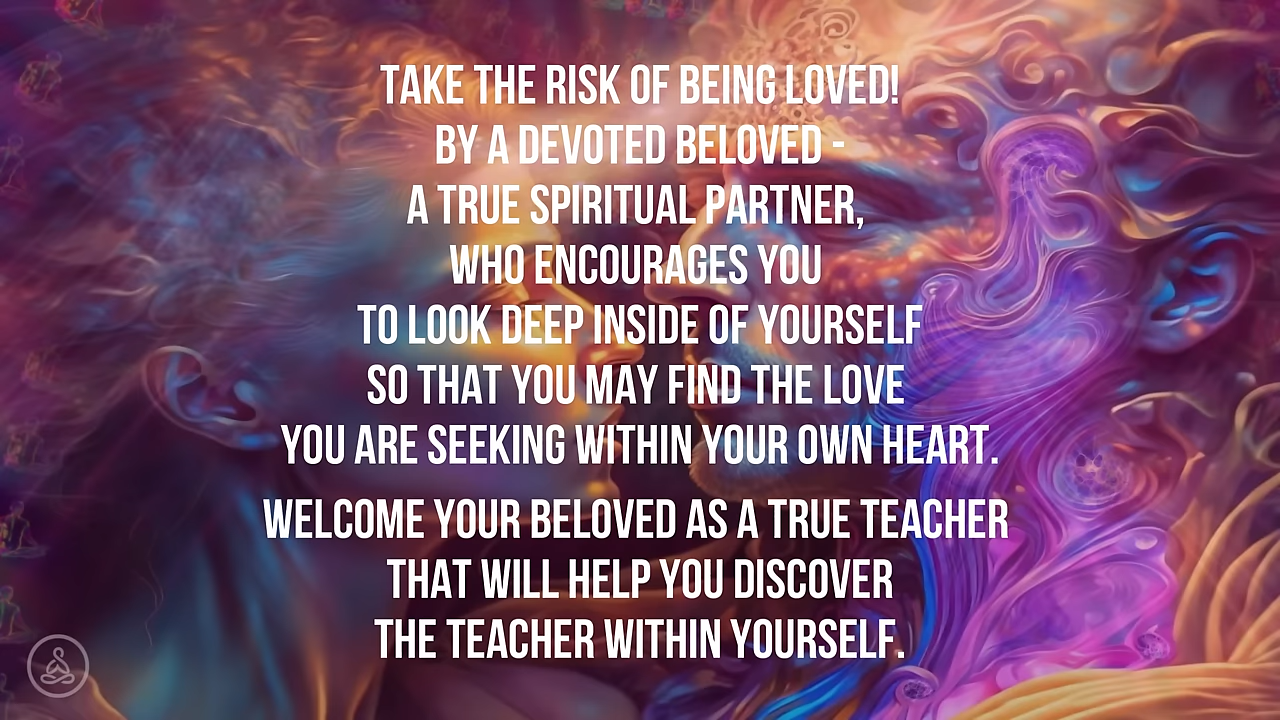 TAKE THE RISK OF BEING LOVED!
BY A DEVOTED BELOVED -
A TRUE SPIRITUAL PARTNER,
WHO ENCOURAGES YOU
TO LOOK DEEP INSIDE OF YOURSELF
SO THAT YOU MAY FIND THE LOVE
YOU ARE SEEKING WITHIN YOUR OWN HEART.
WELCOME YOUR BELOVED AS A TRUE TEACHER
THAT WILL HELP YOU DISCOVER
THE TEACHER WITHIN YOURSELF.